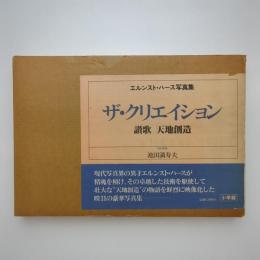 エルンスト・ハース写真集
ザ・クリエイション
讃歌 天地創造
池田満寿夫
現代写真界の異才エルンスト・ハースが
精魂を傾け、その卓越した技術を駆使して
壮大な"天地創造"の物語を鮮烈に映像化した
瞠目の豪華写真集
小学館